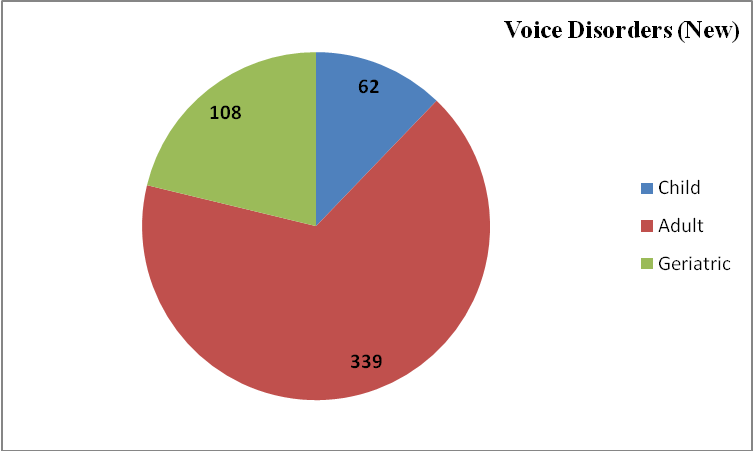 Voice Disorders (New)
62
108
339
Child
Adult
Geriatric